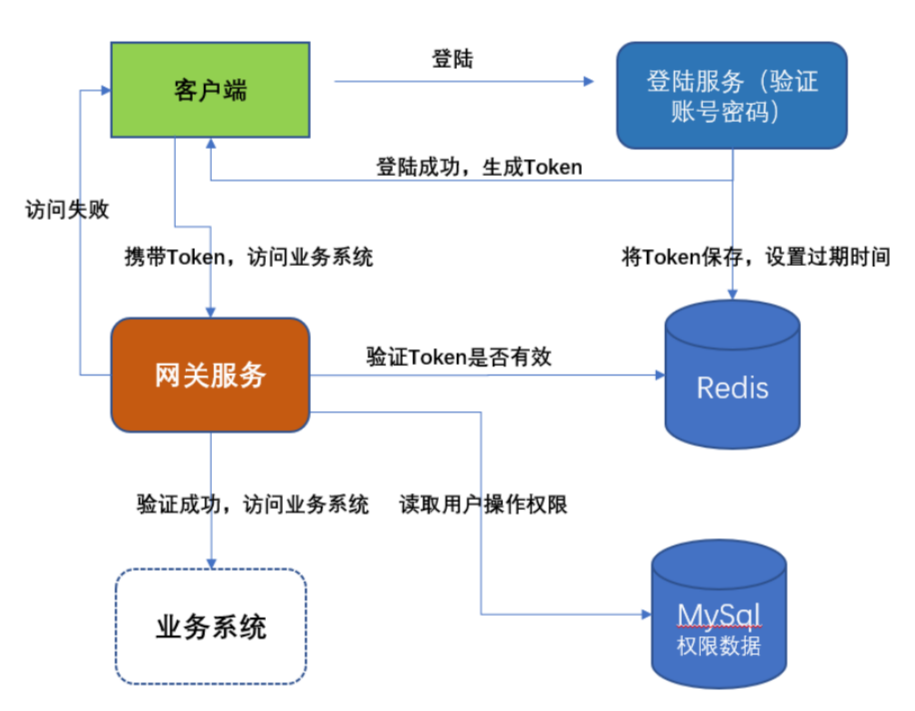 登陆
客户端
登陆服务（验证
账号密码）
登陆成功，生成Token
访问失败
携带Token，访问业务系统
将Token保存，设置过期时间
验证Token是否有效
网关服务
Redis
验证成功，访问业务系统
读取用户操作权限
业务系统
MySql
权限数据